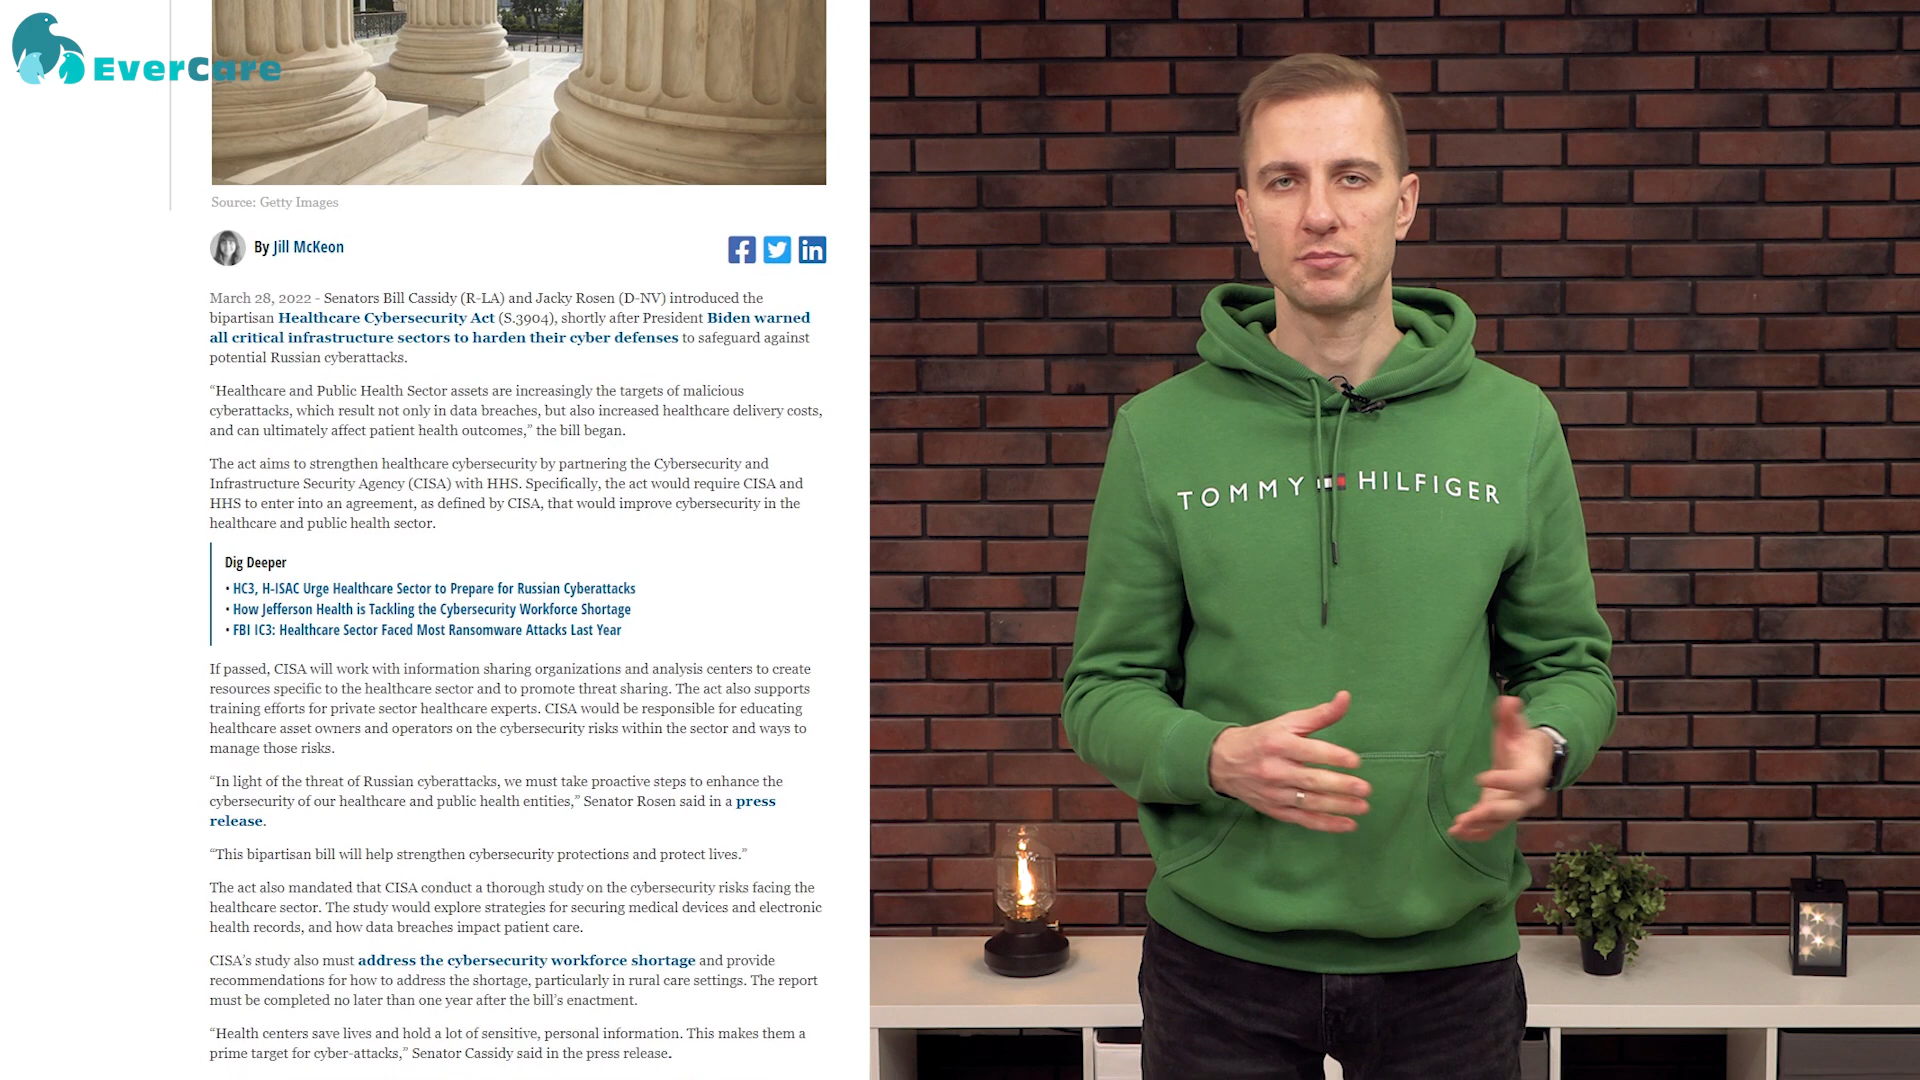 EverCare
Source: Getty Images
By Jill McKeon
March 28, 2022 - Senators Bill Cassidy (R-LA) and Jacky Rosen (D-NV) introduced the
bipartisan Healthcare Cybersecurity Act (S.3904), shortly after President Biden warned
all critical infrastructure sectors to harden their cyber defenses to safeguard against
potential Russian cyberattacks.
“Healthcare and Public Health Sector assets are increasingly the targets of malicious
cyberattacks, which result not only in data breaches, but also increased healthcare delivery costs,
and can ultimately affect patient health outcomes,” the bill began.
The act aims to strengthen healthcare cybersecurity by partnering the Cybersecurity and
Infrastructure Security Agency (CISA) with HHS. Specifically, the act would require CISA and
HHS to enter into an agreement, as defined by CISA, that would improve cybersecurity in the
healthcare and public health sector.
Dig Deeper
• HC3, H-ISAC Urge Healthcare Sector to Prepare for Russian Cyberattacks
• How Jefferson Health is Tackling the Cybersecurity Workforce Shortage
• FBI IC3: Healthcare Sector Faced Most Ransomware Attacks Last Year
If passed, CISA will work with information sharing organizations and analysis centers to create
resources specific to the healthcare sector and to promote threat sharing. The act also supports
training efforts for private sector healthcare experts. CISA would be responsible for educating
healthcare asset owners and operators on the cybersecurity risks within the sector and ways to
manage those risks.
“In light of the threat of Russian cyberattacks, we must take proactive steps to enhance the
cybersecurity of our healthcare and public health entities,” Senator Rosen said in a press
release.
“This bipartisan bill will help strengthen cybersecurity protections and protect lives.”
The act also mandated that CISA conduct a thorough study on the cybersecurity risks facing the
healthcare sector. The study would explore strategies for securing medical devices and electronic
health records, and how data breaches impact patient care.
CISA’s study also must address the cybersecurity workforce shortage and provide
recommendations for how to address the shortage, particularly in rural care settings. The report
must be completed no later than one year after the bill’s enactment.
“Health centers save lives and hold a lot of sensitive, personal information. This makes them a
prime target for cyber-attacks,” Senator Cassidy said in the press release.
TOMMY HILFIGER